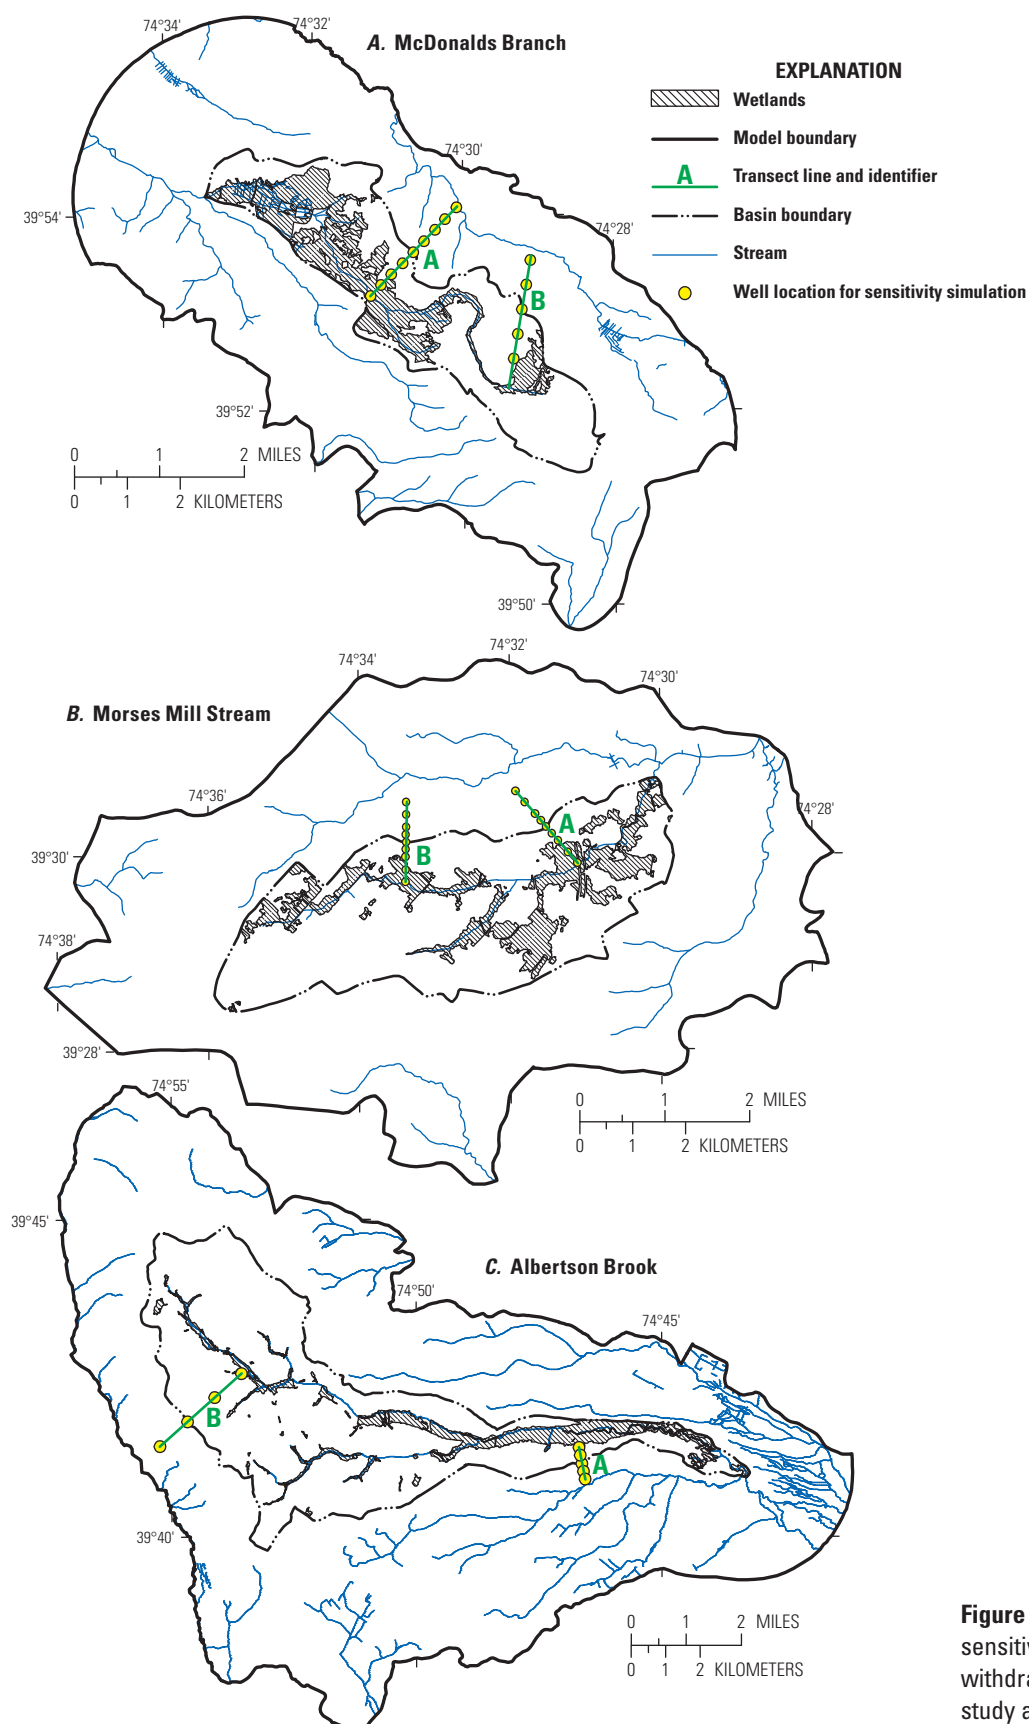 A. McDonalds Branch
74°34'
74°32'
74°30'
74°28'
39°54'
39°52'
39°50'
A
B
0 1 2 MILES
0 1 2 KILOMETERS
EXPLANATION
Wetlands
Model boundary
A Transect line and identifier
Basin boundary
Stream
Well location for sensitivity simulation
B. Morses Mill Stream
74°38'
74°36'
74°34'
74°32'
74°30'
74°28'
39°30'
39°28'
B
A
0 1 2 MILES
0 1 2 KILOMETERS
C. Albertson Brook
74°55'
74°50'
74°45'
39°45'
39°40'
B
A
0 1 2 MILES
0 1 2 KILOMETERS
Figure
sensitiv
withdra
study a